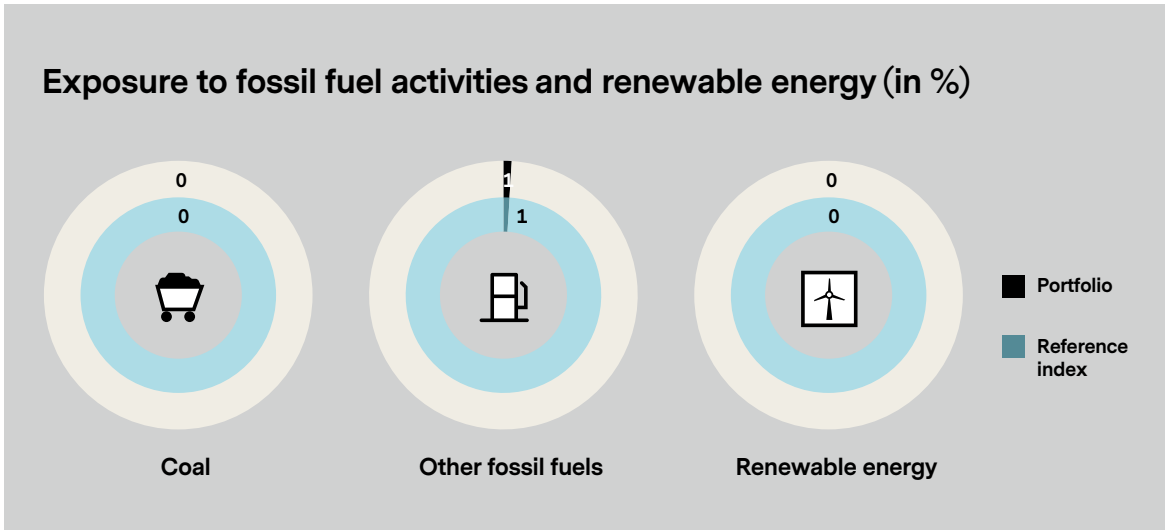 Exposure to fossil fuel activities and renewable energy (in %)
0
0
1
1
0
0
Portfolio
Reference
index
Coal
Other fossil fuels
Renewable energy